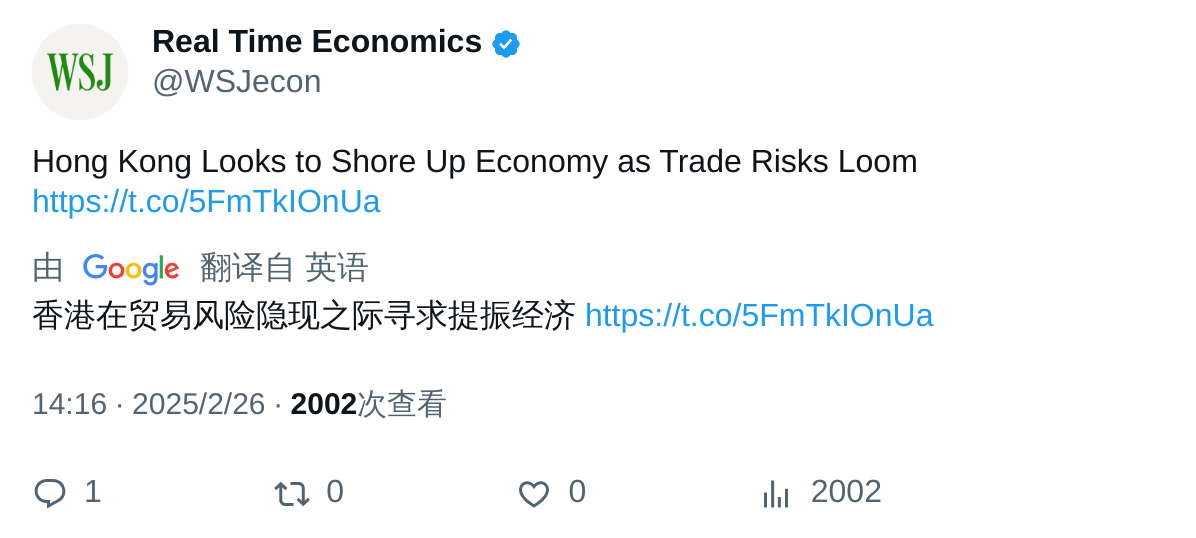 WSJ
Real Time Economics
@WSJecon
Hong Kong Looks to Shore Up Economy as Trade Risks Loom
https://t.co/5FmTkIOnUa
由 Google 翻译自 英语
香港在贸易风险隐现之际寻求提振经济 https://t.co/5FmTkIOnUa
14:16 · 2025/2/26 · 2002次查看
1 0 0 2002